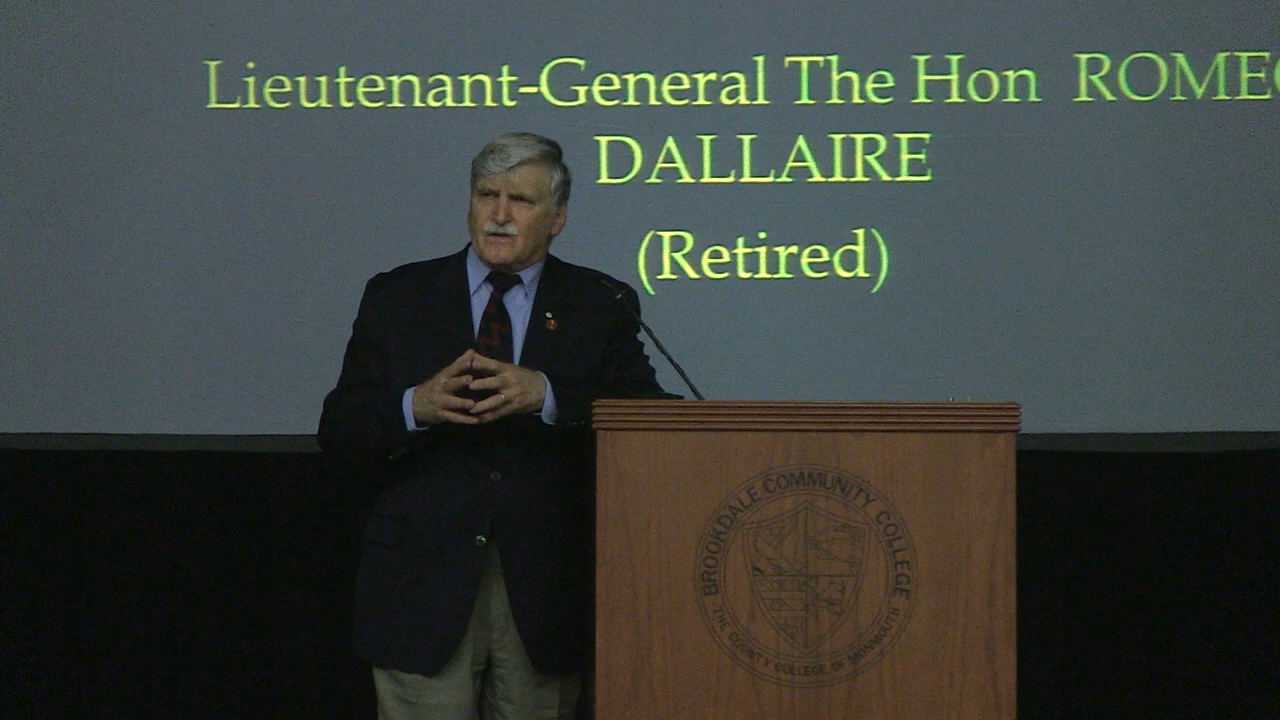 Lieutenant-General The Hon ROMEO
DALLAIRE
(Retired)
BROOKDALE COMMUNITY COLLEGE
THE COUNTY COLLEGE OF MONMOUTH